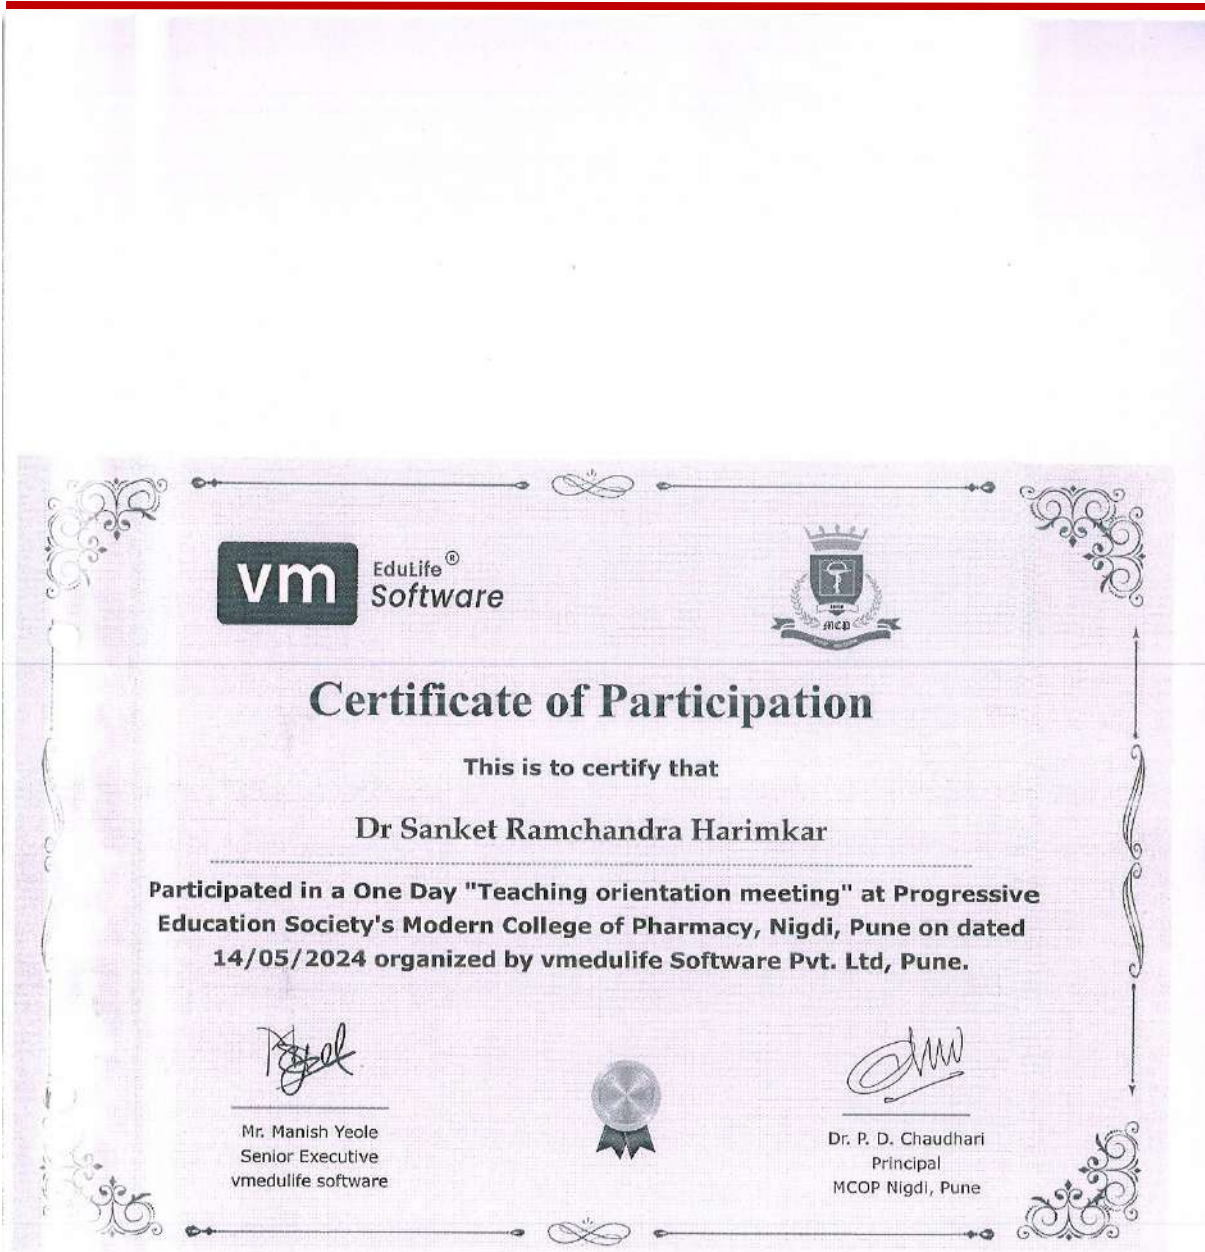 vm EduLife®
Software
MCP
Certificate of Participation
This is to certify that
Dr Sanket Ramchandra Harimkar
Participated in a One Day "Teaching orientation meeting" at Progressive
Education Society's Modern College of Pharmacy, Nigdi, Pune on dated
14/05/2024 organized by vmedulife Software Pvt. Ltd, Pune.
Mr. Manish Yeole
Senior Executive
vmedulife software
Dr. P. D. Chaudhari
Principal
MCOP Nigdi, Pune